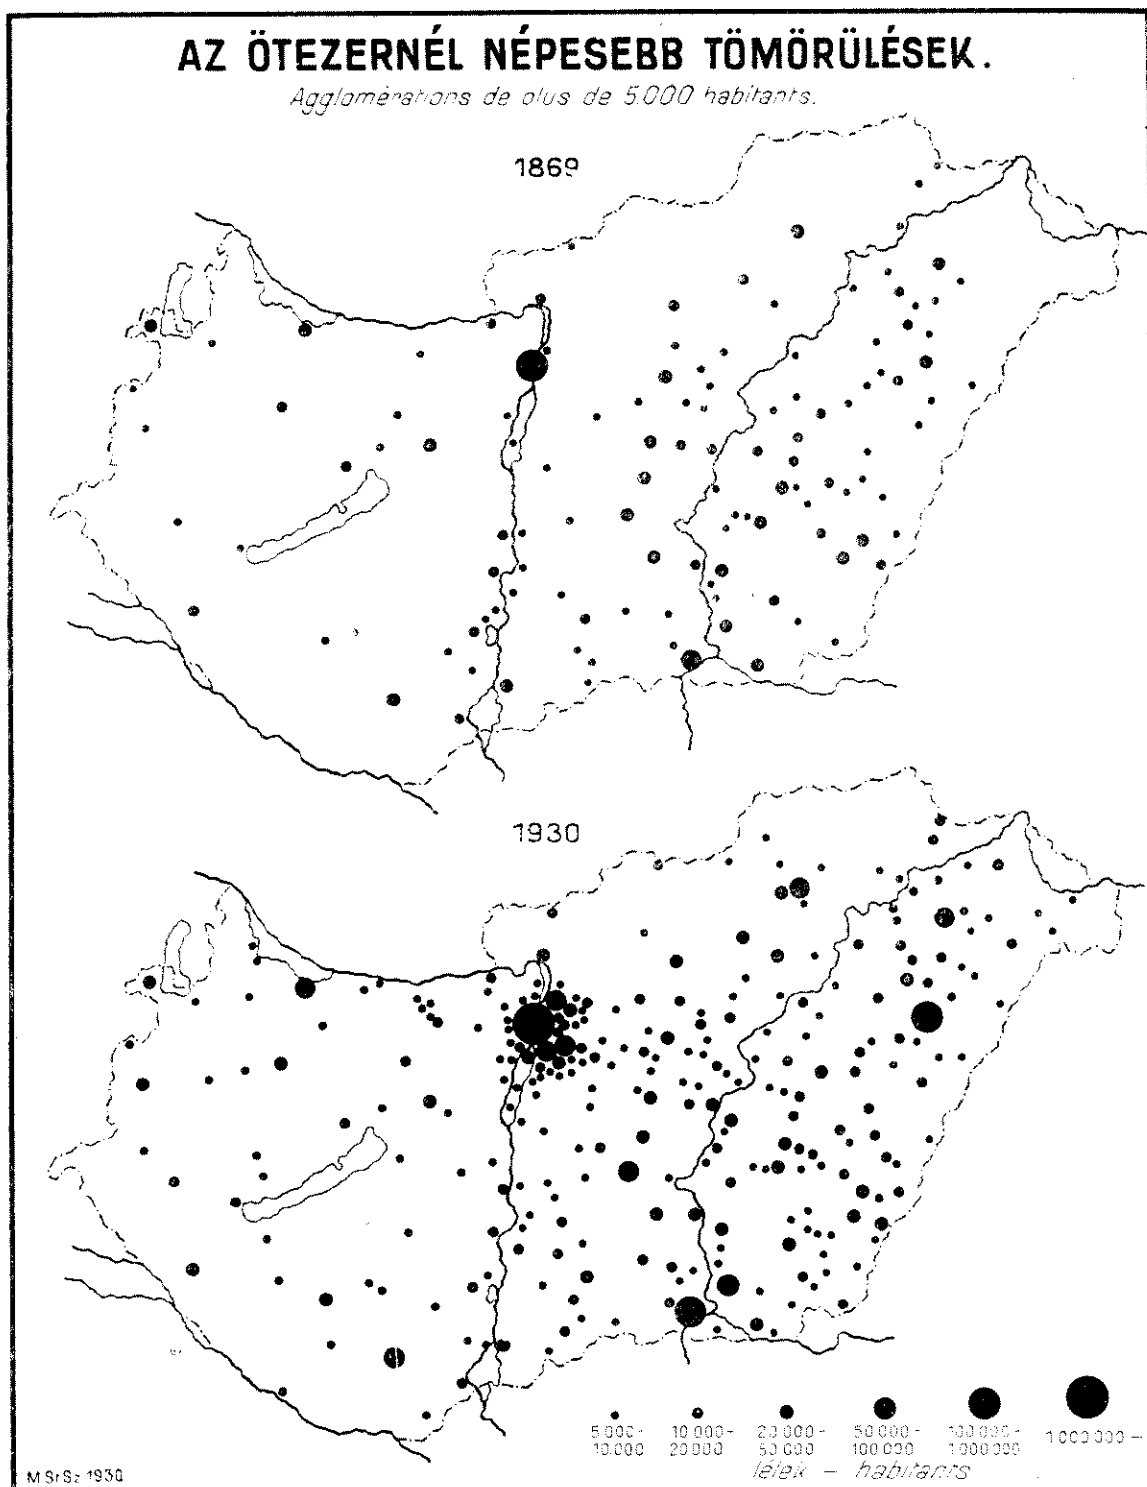 AZ ÖTEZERNÉL NÉPESEBB TÖMÖRÜLÉSEK.
Agglomérations de plus de 5.000 habitants.
1869
1930
5 000 - 10 000
10 000 - 20 000
20 000 - 50 000
50 000 - 100 000
100 000 - 1 000 000
1 000 000 -
lélek - habitants
M St Sz 1930